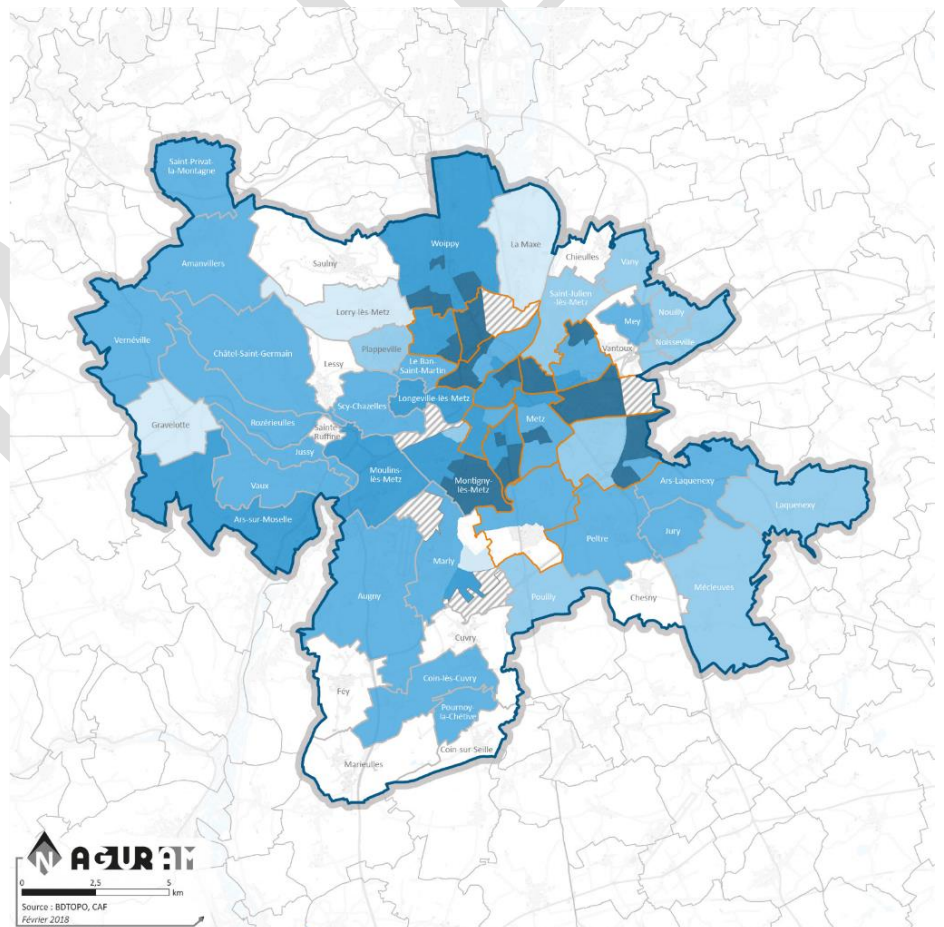 Saint Privat-
la-Montagne
Woippy
La Maxe
Amanvillers
Saulny
Chieulles
Vany
Lorry-lès-Metz
Saint-Julien
-lès-Metz
Mey
Nouilly
Vernéville
Châtel-Saint-Germain
Plappeville
Vantoux
Noisseville
Lessy
Le Ban
Saint-Martin
Scy-Chazelles
Longeville-lès-Metz
Gravelotte
Rozérieulles
Sainte-
Ruffine
Metz
Jussy
Moulins-
lès-Metz
Montigny-
lès-Metz
Vaux
Ars-Laquenexy
Laquenexy
Ars-sur-Moselle
Jury
Peltre
Marly
Mécleuves
Augny
Pouilly
Chesny
Cuvry
Féy
Coin-lès-Cuvry
Pournoy
la-Chétive
Coin-sur Seille
Marieulles
N AGURAM
0 2,5 5
km
Source : BDTOPO, CAF
Février 2018